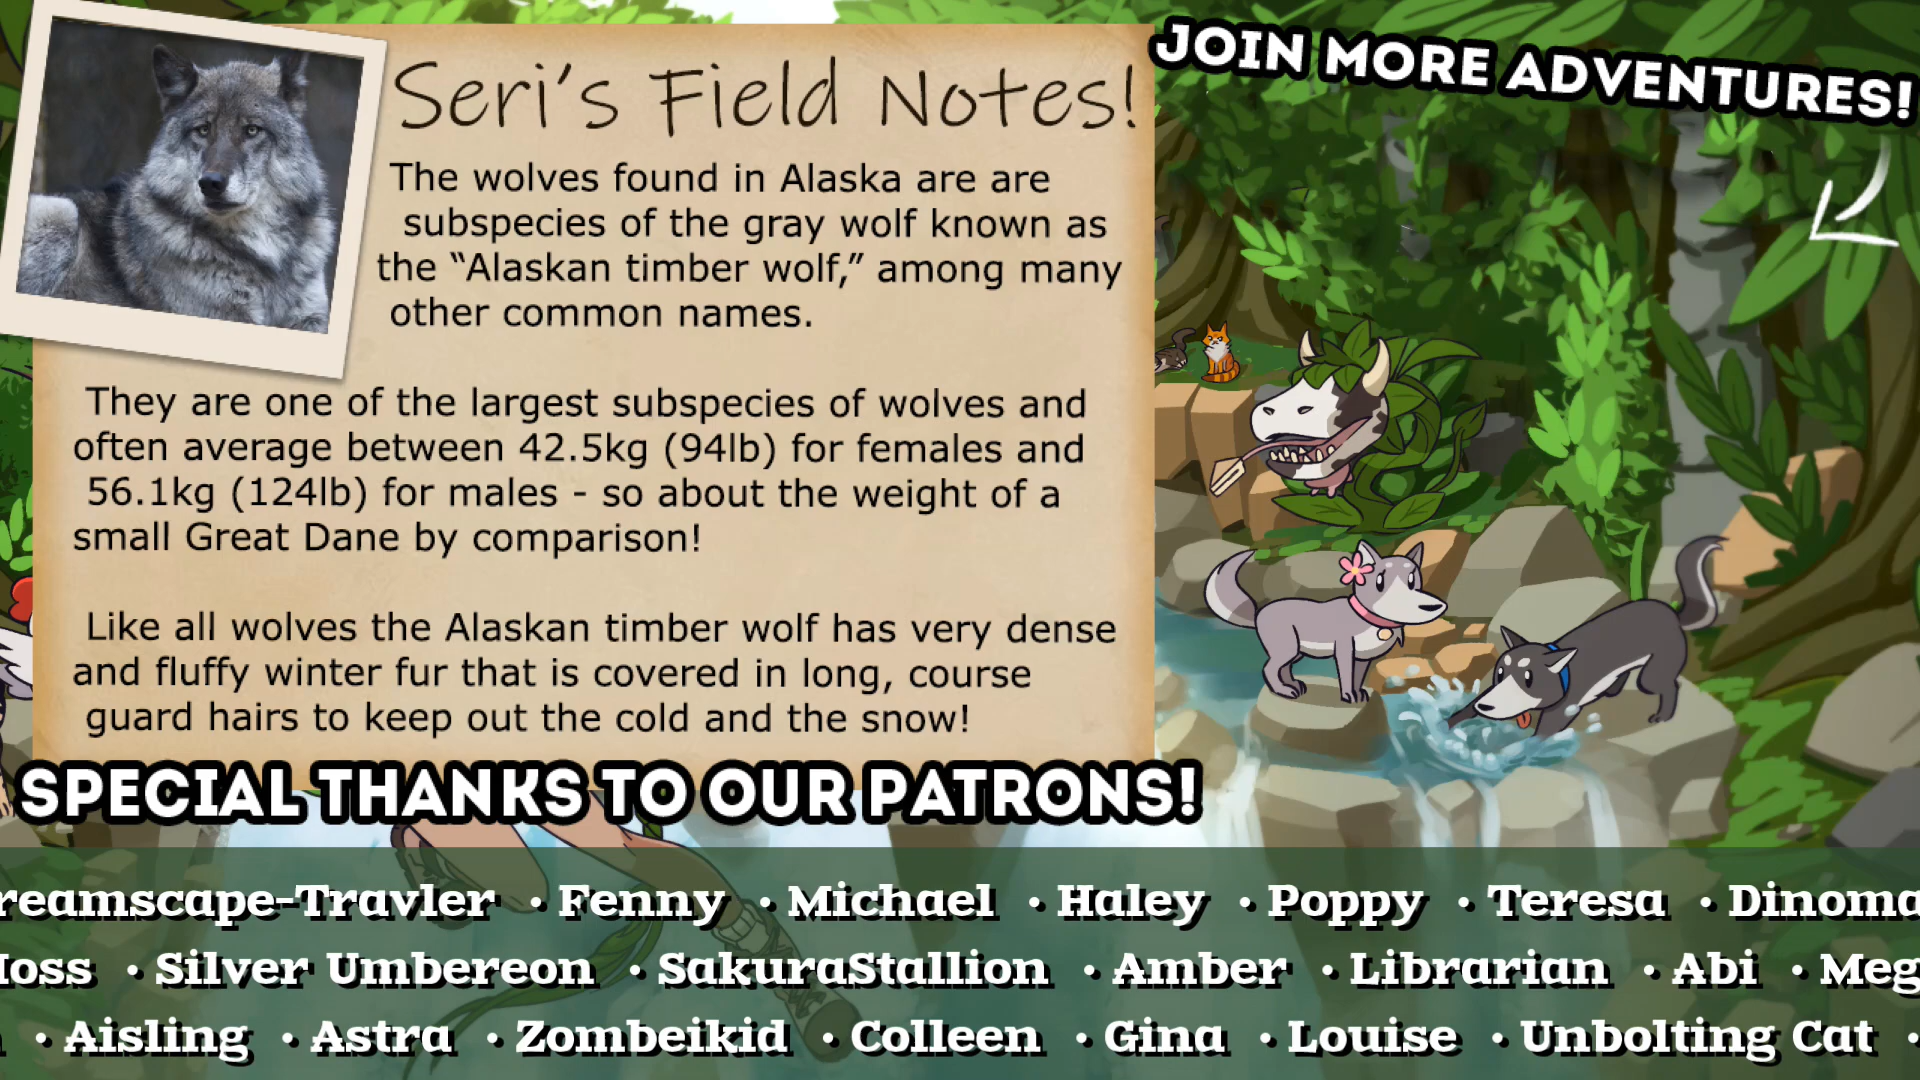 Seri's Field Notes!
JOIN MORE ADVENTURES!
The wolves found in Alaska are are
subspecies of the gray wolf known as
the “Alaskan timber wolf,” among many
other common names.
They are one of the largest subspecies of wolves and
often average between 42.5kg (94lb) for females and
56.1kg (124lb) for males - so about the weight of a
small Great Dane by comparison!
Like all wolves the Alaskan timber wolf has very dense
and fluffy winter fur that is covered in long, course
guard hairs to keep out the cold and the snow!
SPECIAL THANKS TO OUR PATRONS!
reamscape-Travler • Fenny • Michael • Haley • Poppy • Teresa • Dinoma
oss • Silver Umbereon • SakuraStallion • Amber • Librarian • Abi • Meg
• Aisling • Astra • Zombeikid • Colleen • Gina • Louise • Unbolting Cat •